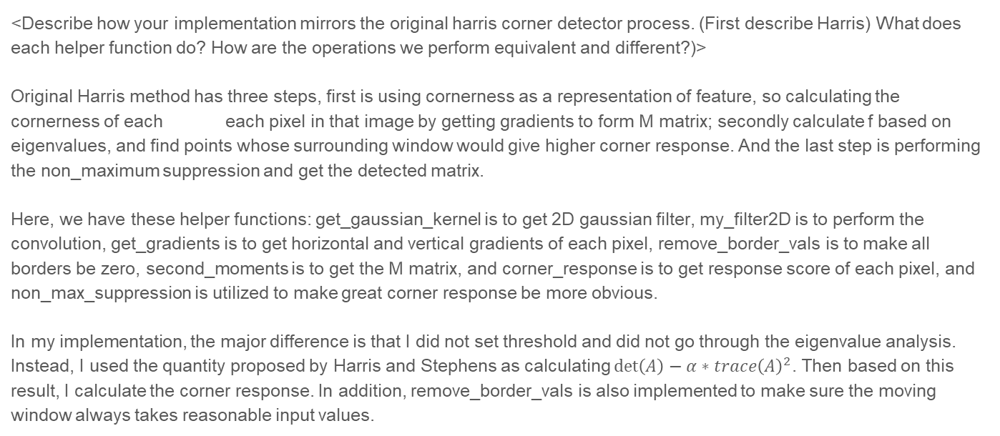 <Describe how your implementation mirrors the original harris corner detector process. (First describe Harris) What does
each helper function do? How are the operations we perform equivalent and different?)>
Original Harris method has three steps, first is using cornerness as a representation of feature, so calculating the
cornerness of each each pixel in that image by getting gradients to form M matrix; secondly calculate f based on
eigenvalues, and find points whose surrounding window would give higher corner response. And the last step is performing
the non_maximum suppression and get the detected matrix.
Here, we have these helper functions: get_gaussian_kernel is to get 2D gaussian filter, my_filter2D is to perform the
convolution, get_gradients is to get horizontal and vertical gradients of each pixel, remove_border_vals is to make all
borders be zero, second_moments is to get the M matrix, and corner_response is to get response score of each pixel, and
non_max_suppression is utilized to make great corner response be more obvious.
In my implementation, the major difference is that I did not set threshold and did not go through the eigenvalue analysis.
Instead, I used the quantity proposed by Harris and Stephens as calculating det(A) − α ∗ trace(A)². Then based on this
result, I calculate the corner response. In addition, remove_border_vals is also implemented to make sure the moving
window always takes reasonable input values.